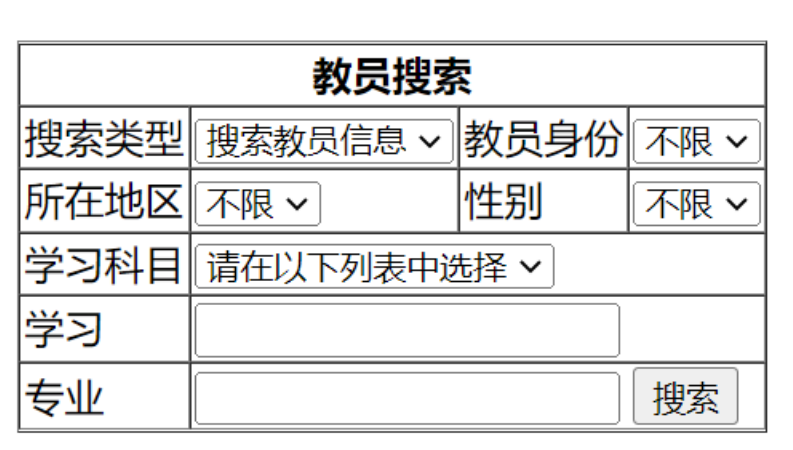 教员搜索
搜索类型 搜索教员信息 教员身份 不限
所在地区 不限 性别 不限
学习科目 请在以下列表中选择
学习
专业 搜索